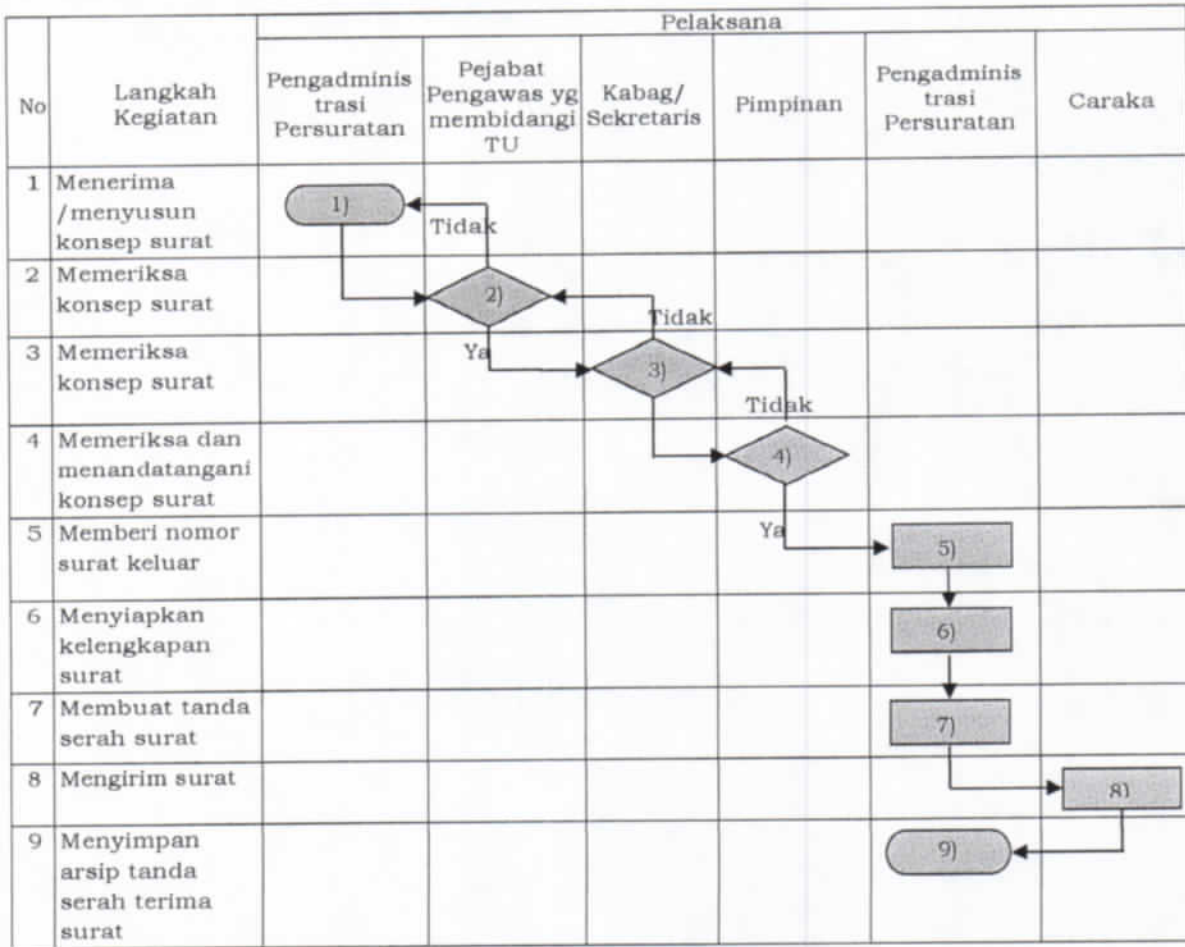 Pelaksana
No
Langkah
Kegiatan
Pengadminis
trasi
Persuratan
Pejabat
Pengawas yg
membidangi
TU
Kabag/
Sekretaris
Pimpinan
Pengadminis
trasi
Persuratan
Caraka
1 Menerima
/menyusun
konsep surat
1)
Tidak
2 Memeriksa
konsep surat
2)
Tidak
3 Memeriksa
konsep surat
Ya
3)
Tidak
4 Memeriksa dan
menandatangani
konsep surat
4)
5 Memberi nomor
surat keluar
Ya
5)
6 Menyiapkan
kelengkapan
surat
6)
7 Membuat tanda
serah surat
7)
8 Mengirim surat
8)
9 Menyimpan
arsip tanda
serah terima
surat
9)